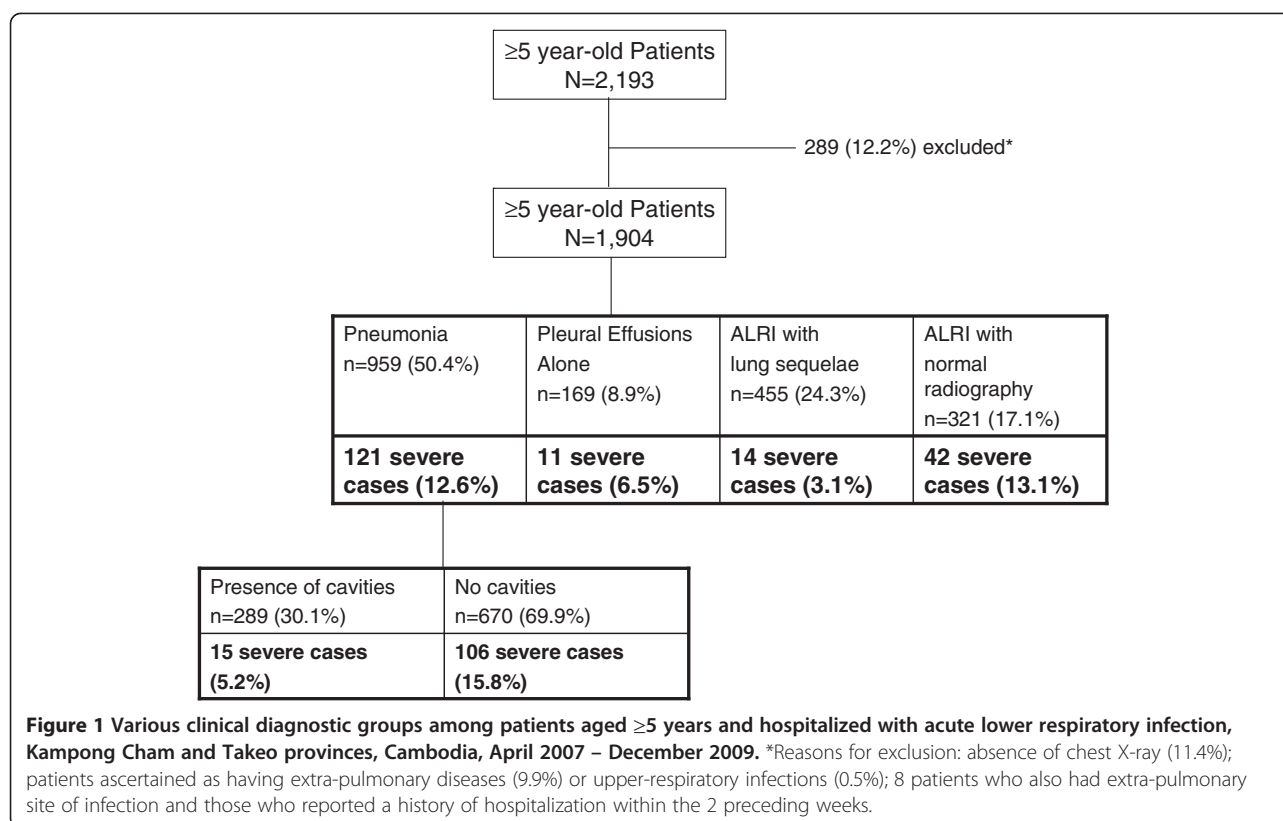 ≥5 year-old Patients
N=2,193
289 (12.2%) excluded*
≥5 year-old Patients
N=1,904
Pneumonia
n=959 (50.4%)
Pleural Effusions
Alone
n=169 (8.9%)
ALRI with
lung sequelae
n=455 (24.3%)
ALRI with
normal
radiography
n=321 (17.1%)
121 severe
cases (12.6%)
11 severe
cases (6.5%)
14 severe
cases (3.1%)
42 severe
cases (13.1%)
Presence of cavities
n=289 (30.1%)
No cavities
n=670 (69.9%)
15 severe cases
(5.2%)
106 severe cases
(15.8%)
Figure 1 Various clinical diagnostic groups among patients aged ≥5 years and hospitalized with acute lower respiratory infection,
Kampong Cham and Takeo provinces, Cambodia, April 2007 – December 2009. *Reasons for exclusion: absence of chest X-ray (11.4%);
patients ascertained as having extra-pulmonary diseases (9.9%) or upper-respiratory infections (0.5%); 8 patients who also had extra-pulmonary
site of infection and those who reported a history of hospitalization within the 2 preceding weeks.